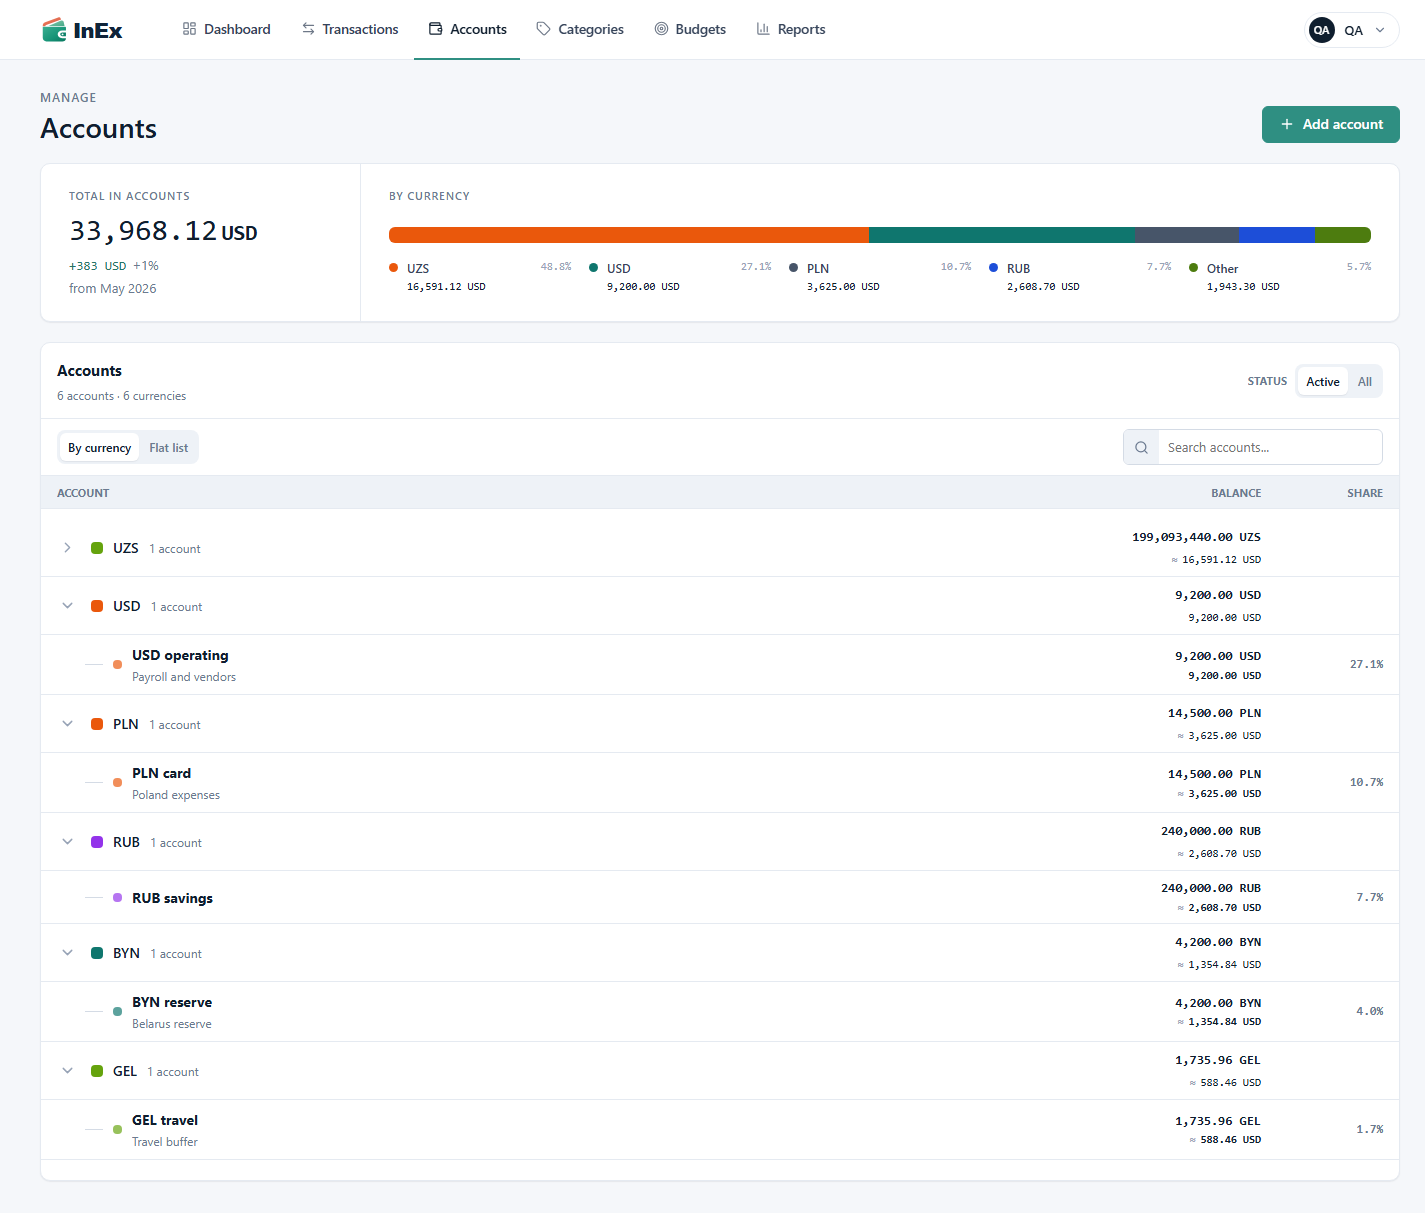 InEx
Dashboard
Transactions
Accounts
Categories
Budgets
Reports
QA QA
MANAGE
Accounts
+ Add account
TOTAL IN ACCOUNTS
33,968.12 USD
+383 USD +1%
from May 2026
BY CURRENCY
UZS 48.8%
16,591.12 USD
USD 27.1%
9,200.00 USD
PLN 10.7%
3,625.00 USD
RUB 7.7%
2,608.70 USD
Other 5.7%
1,943.30 USD
Accounts
6 accounts · 6 currencies
STATUS Active All
By currency Flat list
Search accounts...
ACCOUNT BALANCE SHARE
UZS 1 account 199,093,440.00 UZS
≈ 16,591.12 USD
USD 1 account 9,200.00 USD
9,200.00 USD
USD operating 9,200.00 USD 27.1%
Payroll and vendors 9,200.00 USD
PLN 1 account 14,500.00 PLN
≈ 3,625.00 USD
PLN card 14,500.00 PLN 10.7%
Poland expenses ≈ 3,625.00 USD
RUB 1 account 240,000.00 RUB
≈ 2,608.70 USD
RUB savings 240,000.00 RUB 7.7%
≈ 2,608.70 USD
BYN 1 account 4,200.00 BYN
≈ 1,354.84 USD
BYN reserve 4,200.00 BYN 4.0%
Belarus reserve ≈ 1,354.84 USD
GEL 1 account 1,735.96 GEL
≈ 588.46 USD
GEL travel 1,735.96 GEL 1.7%
Travel buffer ≈ 588.46 USD